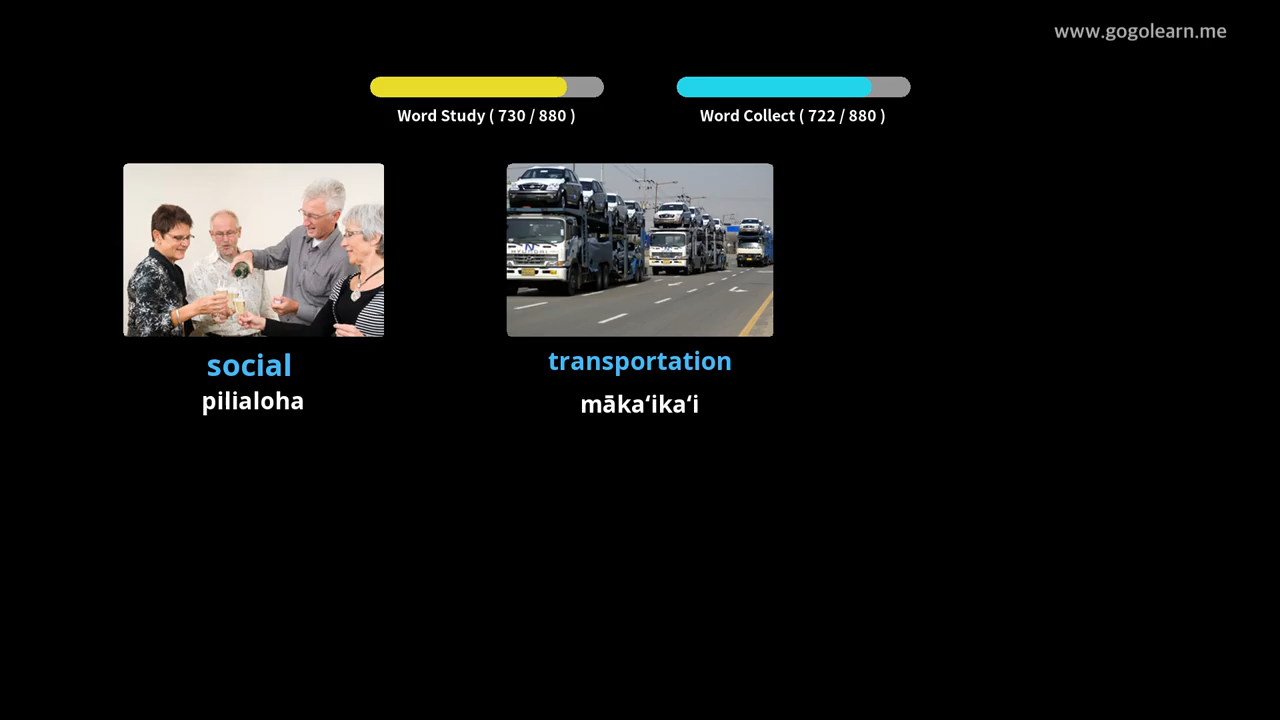 www.gogolearn.me
Word Study ( 730 / 880 )
Word Collect ( 722 / 880 )
social
pilialoha
transportation
mākaʻikaʻi